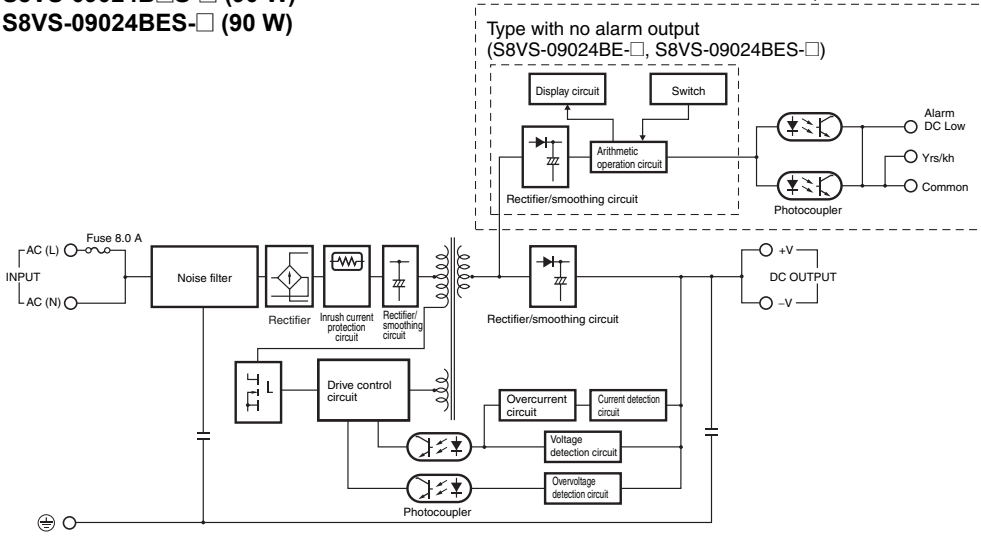 S8VS-09024BES-□ (90 W)
Type with no alarm output
(S8VS-09024BE-□, S8VS-09024BES-□)
Display circuit
Switch
Arithmetic
operation circuit
Rectifier/smoothing circuit
Photocoupler
Alarm
DC Low
Yrs/kh
Common
INPUT
AC (L)
AC (N)
Fuse 8.0 A
Noise filter
Rectifier
Inrush current
protection
circuit
Rectifier/
smoothing
circuit
Rectifier/smoothing circuit
+V
DC OUTPUT
–V
Drive control
circuit
Overcurrent
circuit
Current detection
circuit
Voltage
detection circuit
Overvoltage
detection circuit
Photocoupler